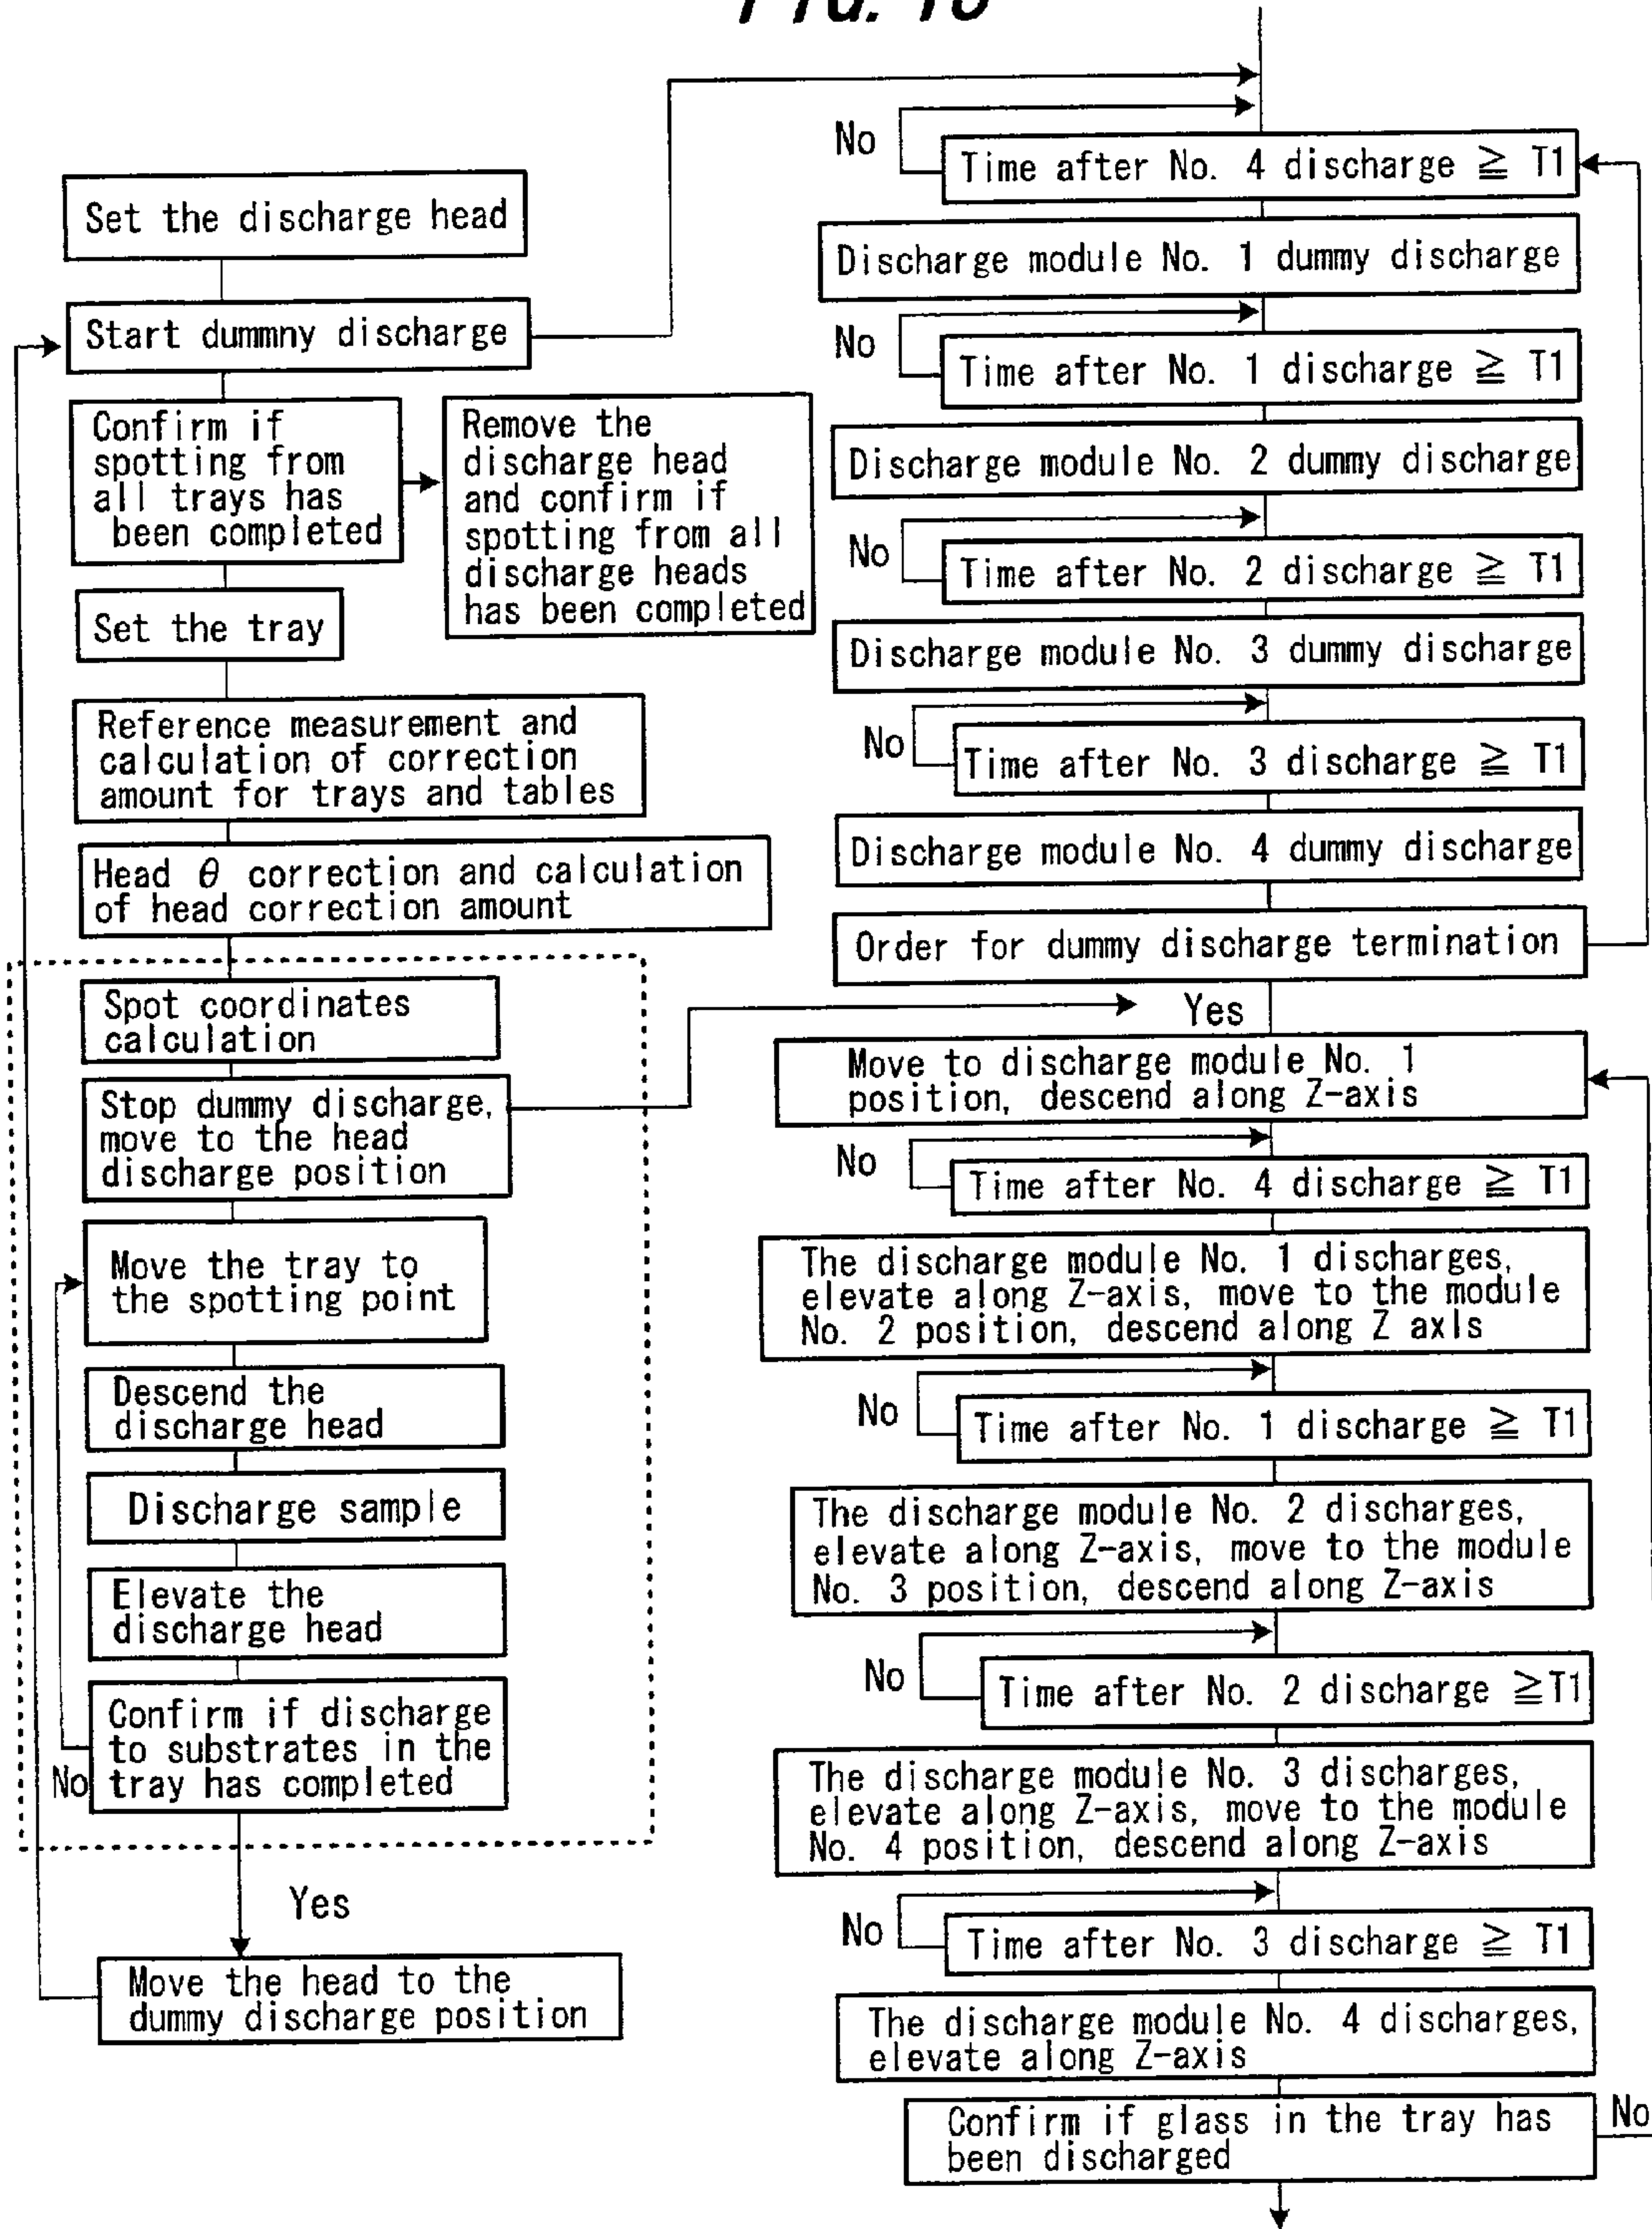 Set the discharge head
Start dummny discharge
Confirm if
spotting from
all trays has
been completed
Remove the
discharge head
and confirm if
spotting from all
discharge heads
has been completed
Set the tray
Reference measurement and
calculation of correction
amount for trays and tables
Head θ correction and calculation
of head correction amount
Spot coordinates
calculation
Stop dummy discharge,
move to the head
discharge position
Move the tray to
the spotting point
Descend the
discharge head
Discharge sample
Elevate the
discharge head
Confirm if discharge
to substrates in the
tray has completed
No
Yes
Move the head to the
dummy discharge position
No
Time after No. 4 discharge ≧ T1
Discharge module No. 1 dummy discharge
No
Time after No. 1 discharge ≧ T1
Discharge module No. 2 dummy discharge
No
Time after No. 2 discharge ≧ T1
Discharge module No. 3 dummy discharge
No
Time after No. 3 discharge ≧ T1
Discharge module No. 4 dummy discharge
Order for dummy discharge termination
Yes
Move to discharge module No. 1
position, descend along Z-axis
No
Time after No. 4 discharge ≧ T1
The discharge module No. 1 discharges,
elevate along Z-axis, move to the module
No. 2 position, descend along Z axIs
No
Time after No. 1 discharge ≧ T1
The discharge module No. 2 discharges,
elevate along Z-axis, move to the module
No. 3 position, descend along Z-axis
No
Time after No. 2 discharge ≧T1
The discharge module No. 3 discharges,
elevate along Z-axis, move to the module
No. 4 position, descend along Z-axis
No
Time after No. 3 discharge ≧ T1
The discharge module No. 4 discharges,
elevate along Z-axis
Confirm if glass in the tray has
been discharged
No